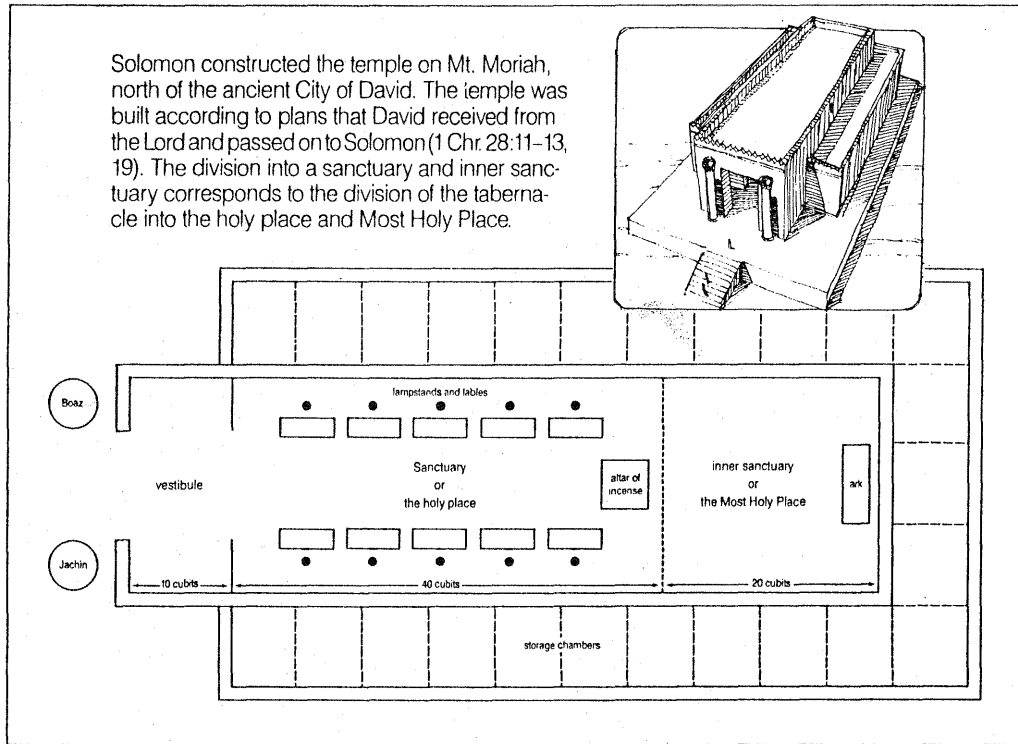 Solomon constructed the temple on Mt. Moriah,
north of the ancient City of David. The temple was
built according to plans that David received from
the Lord and passed on to Solomon (1 Chr. 28:11–13,
19). The division into a sanctuary and inner sanc-
tuary corresponds to the division of the taberna-
cle into the holy place and Most Holy Place.
Boaz
lampstands and tables
vestibule
Sanctuary
or
the holy place
altar of
incense
inner sanctuary
or
the Most Holy Place
ark
Jachin
10 cubits
40 cubits
20 cubits
storage chambers